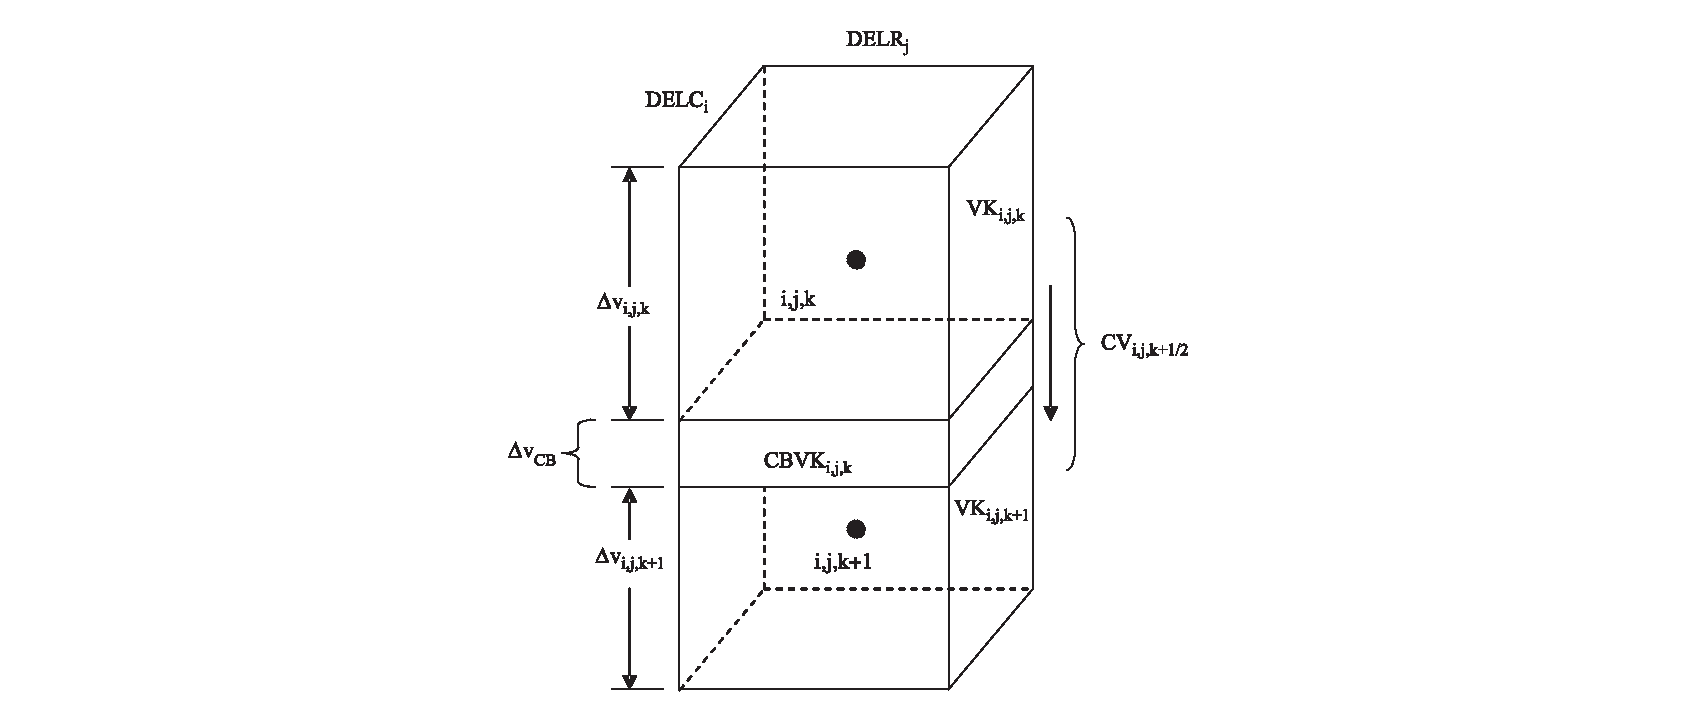 DELRj
DELCi
VKi,j,k
i,j,k
Δvi,j,k
CVi,j,k+1/2
ΔvCB
CBVKi,j,k
VKi,j,k+1
Δvi,j,k+1
i,j,k+1